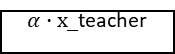 α · x_teacher